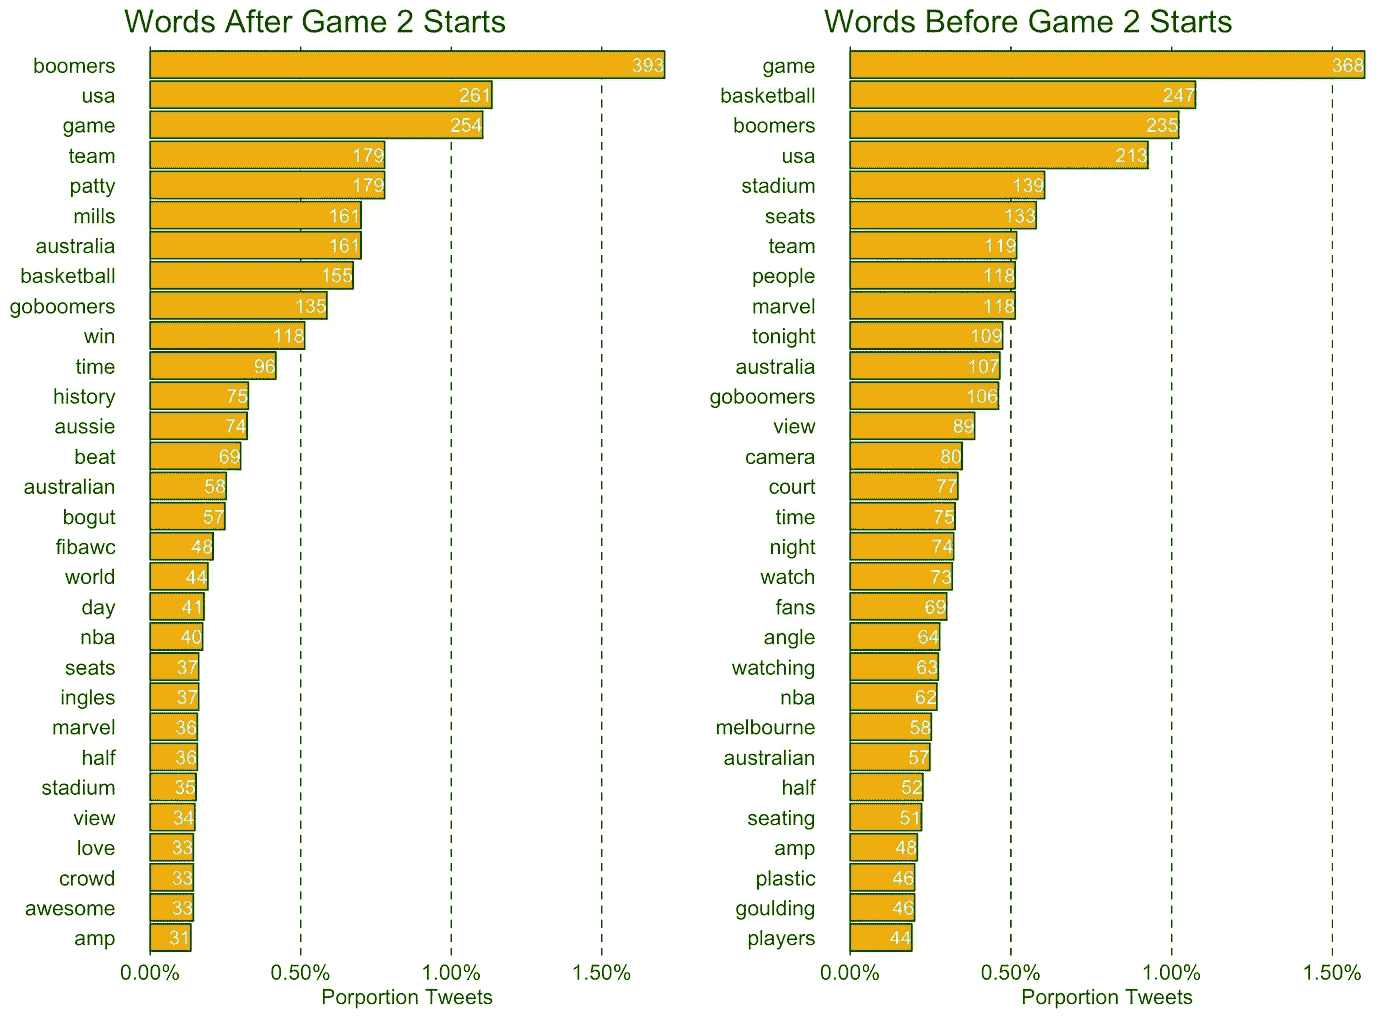 Words After Game 2 Starts
boomers 393
usa 261
game 254
team 179
patty 179
mills 161
australia 161
basketball 155
goboomers 135
win 118
time 96
history 75
aussie 74
beat 69
australian 58
bogut 57
fibawc 48
world 44
day 41
nba 40
seats 37
ingles 37
marvel 36
half 36
stadium 35
view 34
love 33
crowd 33
awesome 33
amp 31
0.00% 0.50% 1.00% 1.50%
Porportion Tweets
Words Before Game 2 Starts
game 368
basketball 247
boomers 235
usa 213
stadium 139
seats 133
team 119
people 118
marvel 118
tonight 109
australia 107
goboomers 106
view 89
camera 80
court 77
time 75
night 74
watch 73
fans 69
angle 64
watching 63
nba 62
melbourne 58
australian 57
half 52
seating 51
amp 48
plastic 46
goulding 46
players 44
0.00% 0.50% 1.00% 1.50%
Porportion Tweets